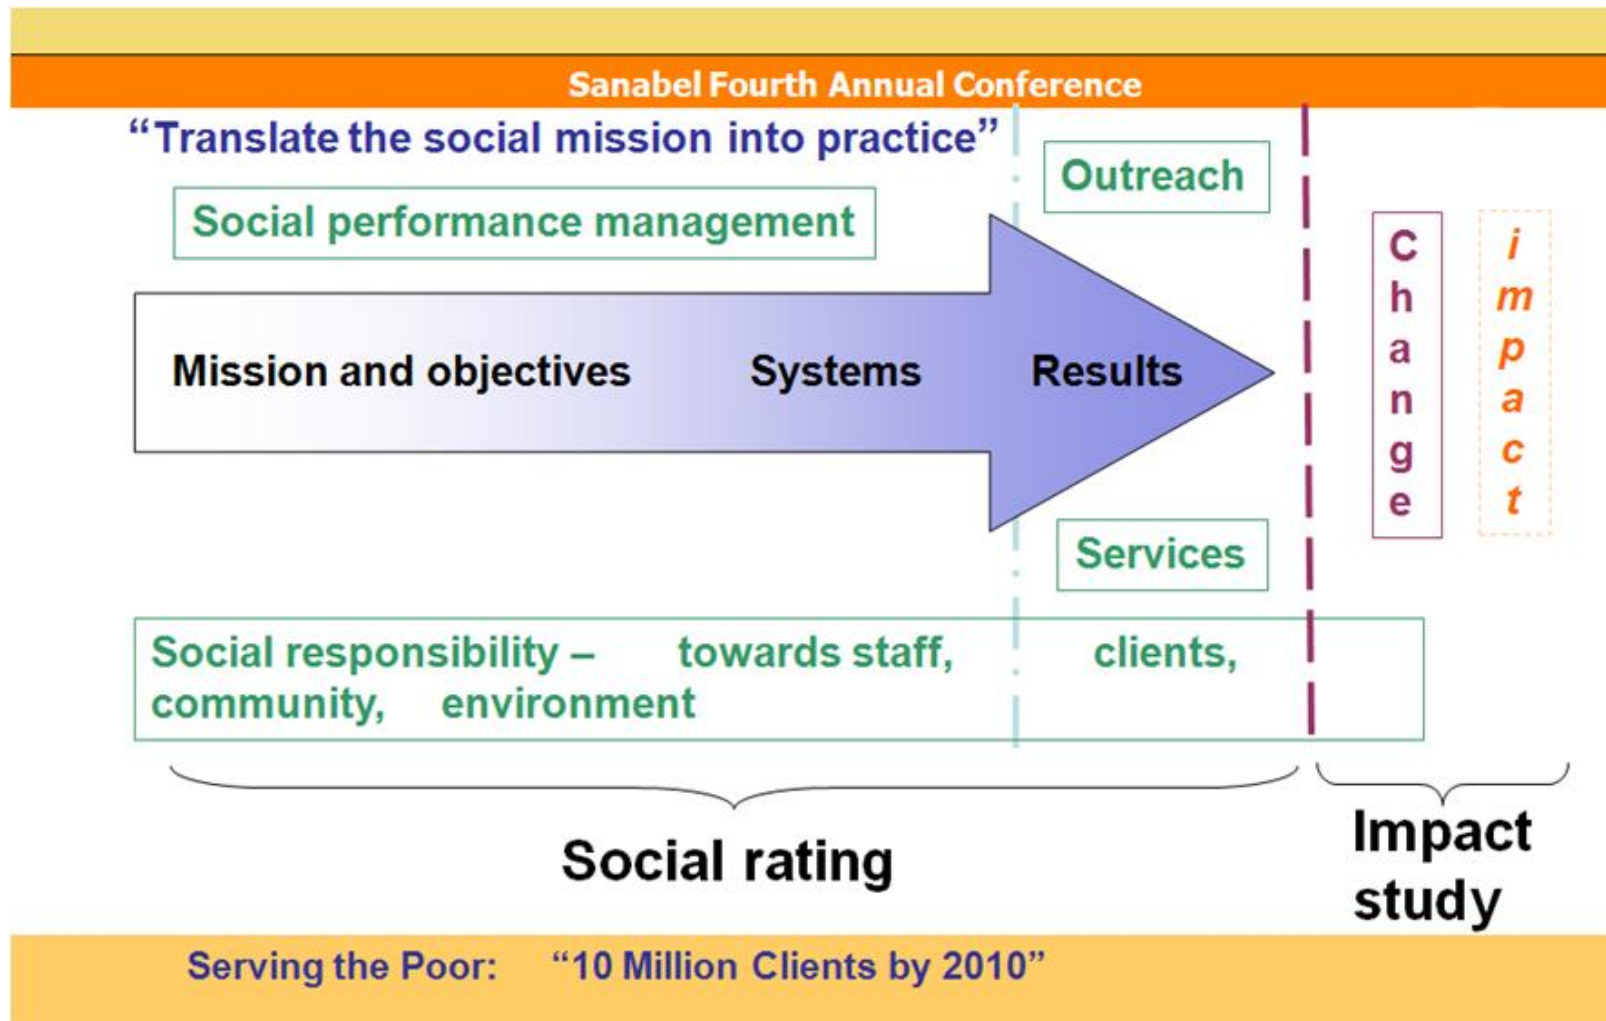 Sanabel Fourth Annual Conference
“Translate the social mission into practice”
Outreach
Social performance management
Mission and objectives Systems Results
Change
impact
Services
Social responsibility – towards staff, clients,
community, environment
Social rating
Impact
study
Serving the Poor: “10 Million Clients by 2010”